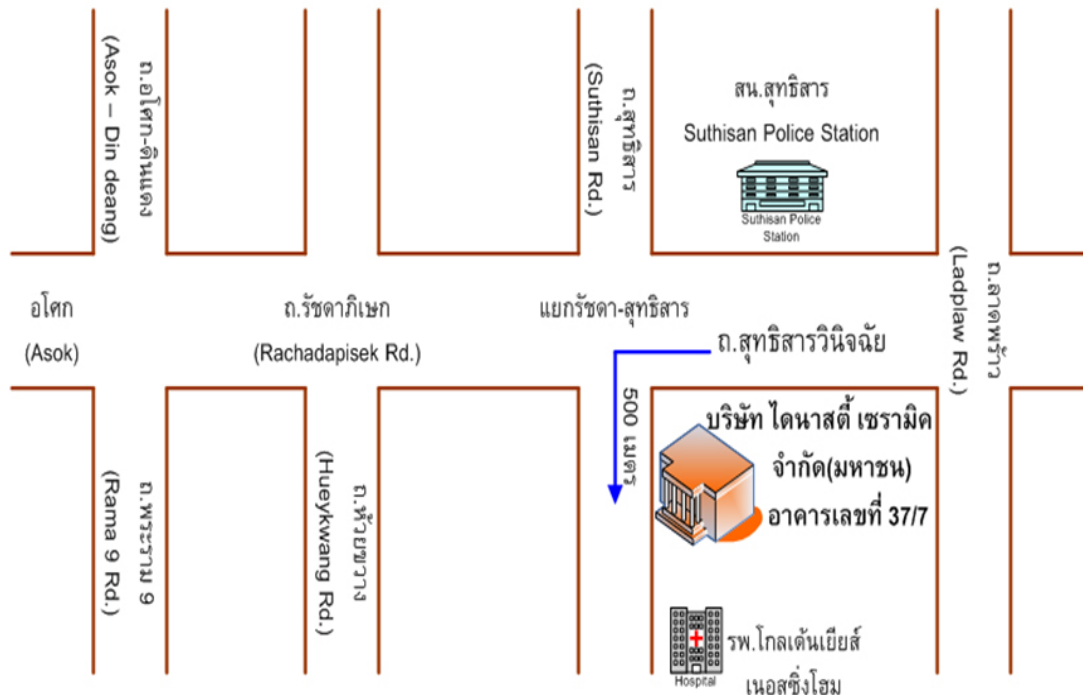 ถ.อโศก-ดินแดง
(Asok – Din deang)
ถ.สุทธิสาร
(Suthisan Rd.)
สน.สุทธิสาร
Suthisan Police Station
Suthisan Police
Station
อโศก
(Asok)
ถ.รัชดาภิเษก
(Rachadapisek Rd.)
แยกรัชดา-สุทธิสาร
ถ.สุทธิสารวินิจฉัย
ถ.ลาดพร้าว
(Ladplaw Rd.)
500 เมตร
บริษัท ไดนาสตี้ เซรามิค
จำกัด(มหาชน)
อาคารเลขที่ 37/7
ถ.พระราม 9
(Rama 9 Rd.)
ถ.ห้วยขวาง
(Hueykwang Rd.)
Hospital
รพ.โกลเด้นเยียส์
เนอสซิ่งโฮม